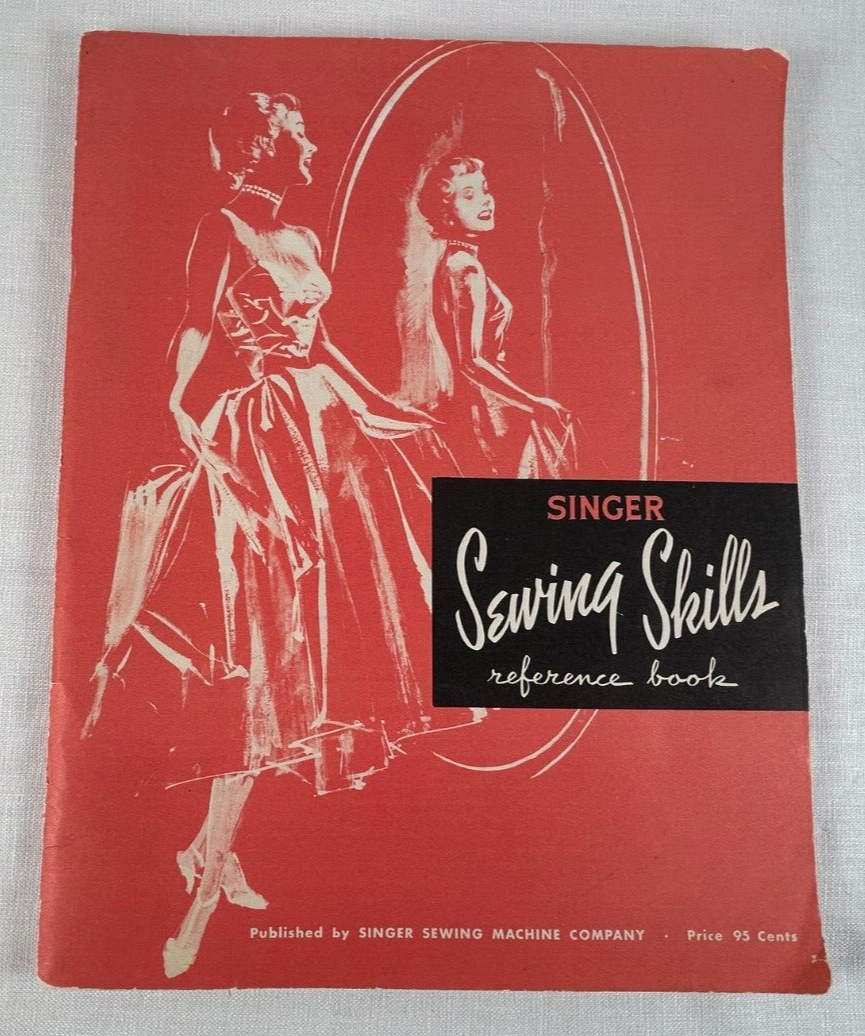 SINGER
Sewing Skills
reference book
Published by SINGER SEWING MACHINE COMPANY · Price 95 Cents